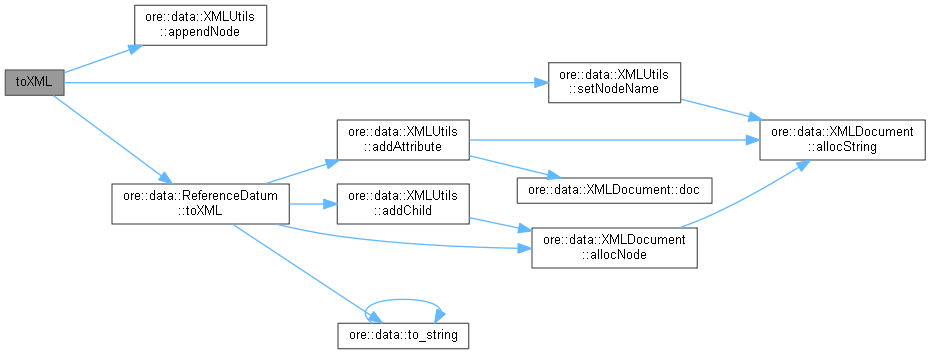 ore::data::XMLUtils
::appendNode
toXML
ore::data::XMLUtils
::setNodeName
ore::data::XMLUtils
::addAttribute
ore::data::XMLDocument
::allocString
ore::data::XMLDocument::doc
ore::data::ReferenceDatum
::toXML
ore::data::XMLUtils
::addChild
ore::data::XMLDocument
::allocNode
ore::data::to_string